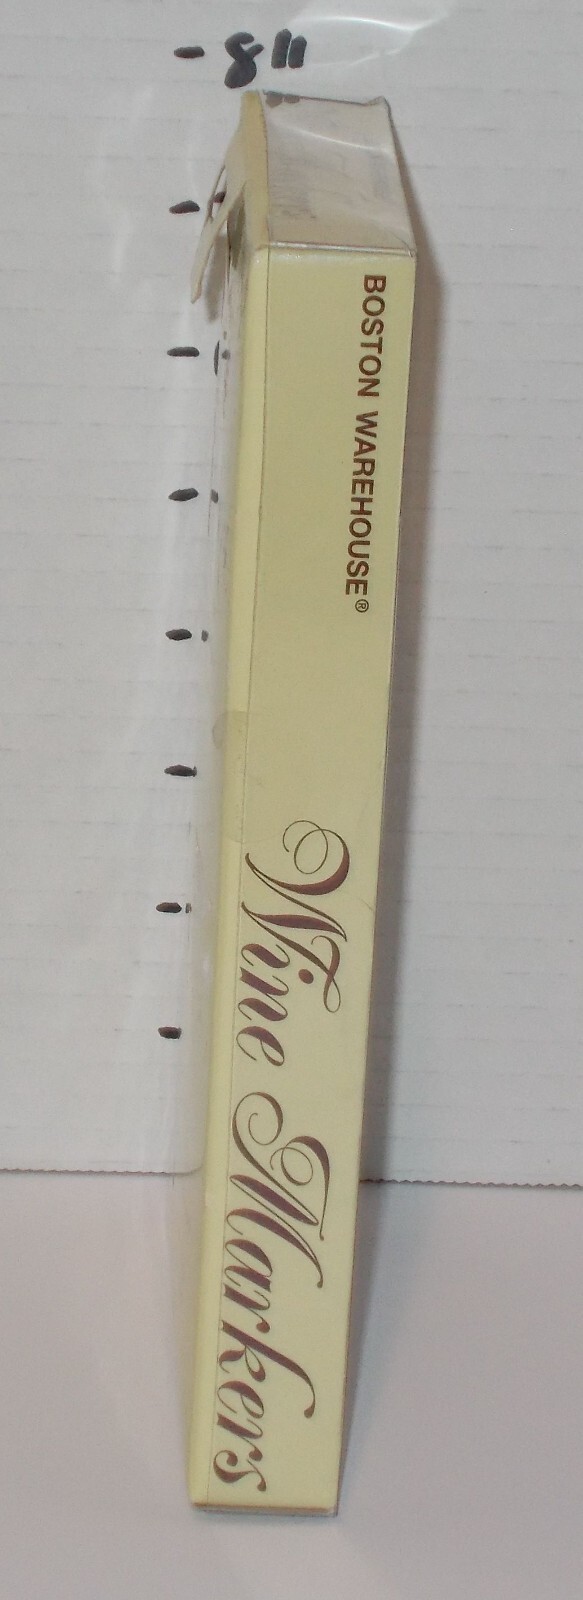 - 8"
BOSTON WAREHOUSE®
Wine Markers